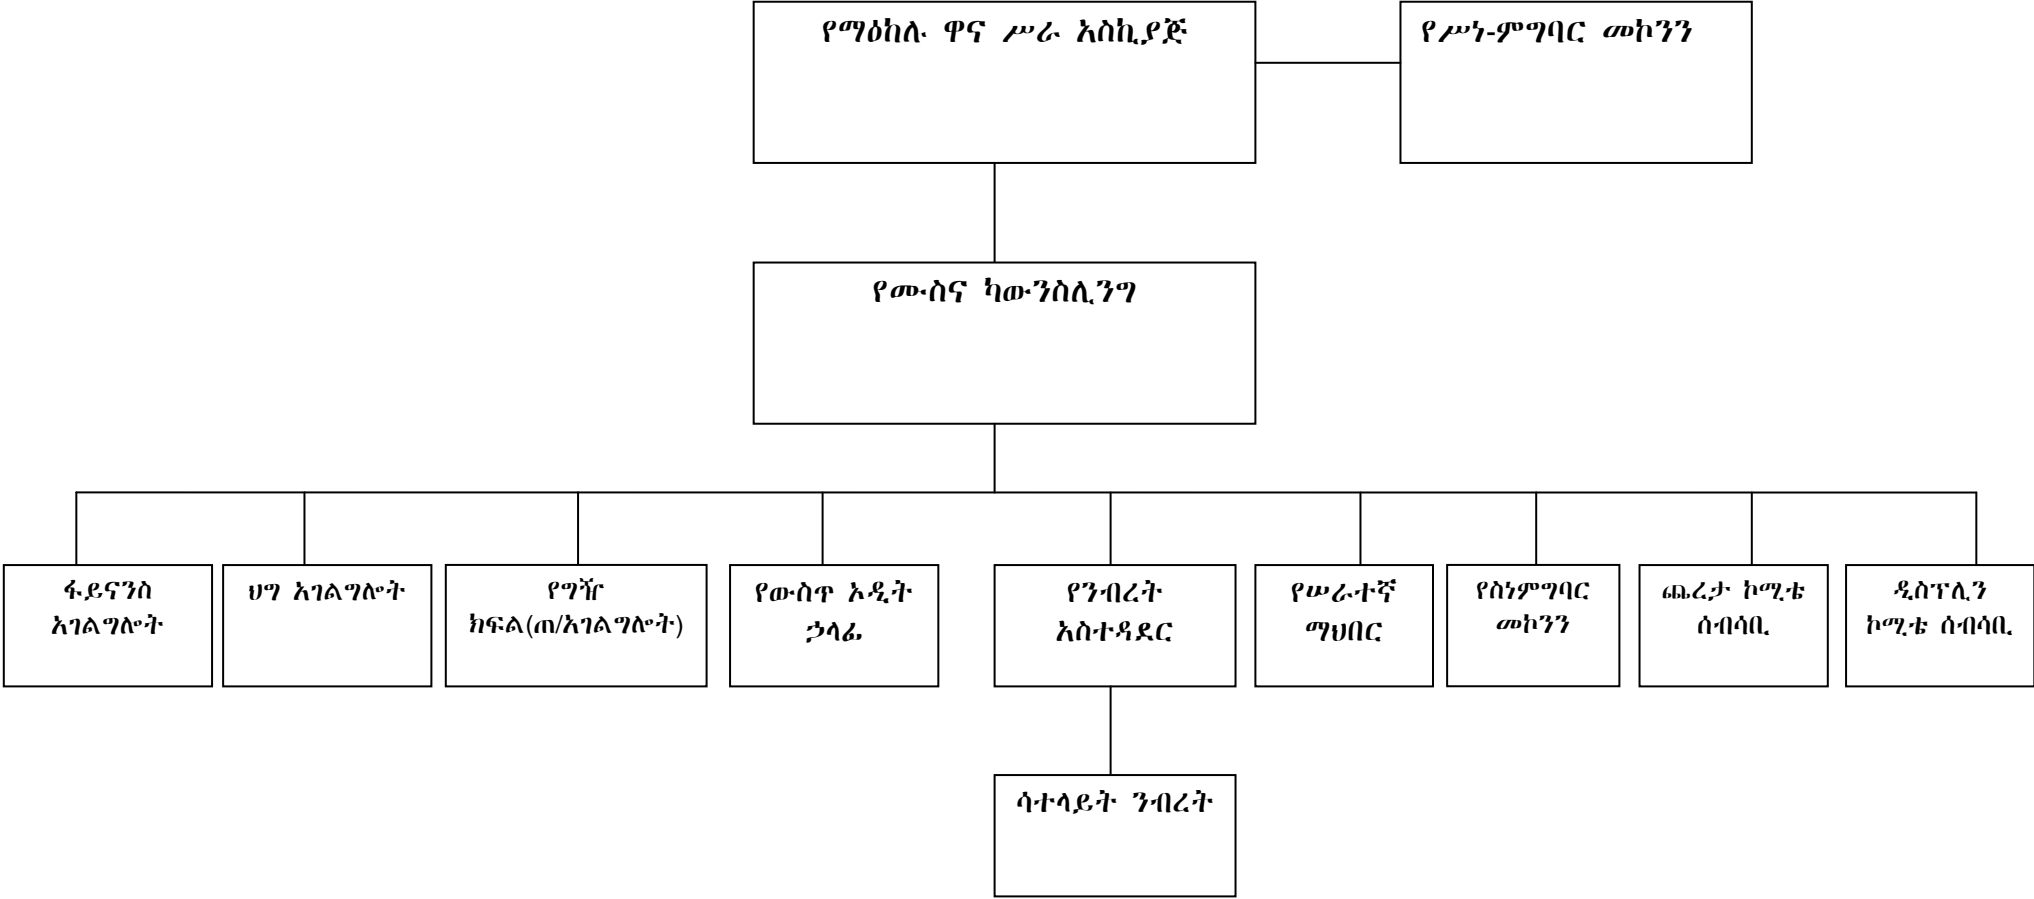 የማዕከሉ ዋና ሥራ አስኪያጅ
የሥነ-ምግባር መኮንን
የሙስና ካውንስሊንግ
ፋይናንስ
አገልግሎት
ህግ አገልግሎት
የግዥ
ክፍል(ጠ/አገልግሎት)
የውስጥ ኦዲት
ኃላፊ
የንብረት
አስተዳደር
የሠራተኛ
ማህበር
የስነምግባር
መኮንን
ጨረታ ኮሚቴ
ሰብሳቢ
ዲስፕሊን
ኮሚቴ ሰብሳቢ
ሳተላይት ንብረት